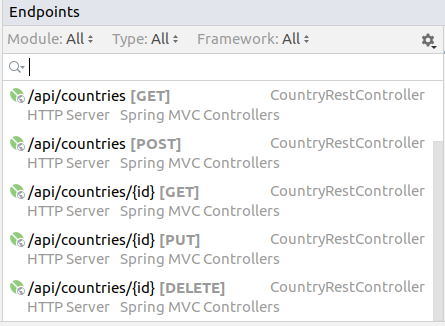 Endpoints
Module: All Type: All Framework: All
/api/countries [GET] CountryRestController
HTTP Server Spring MVC Controllers
/api/countries [POST] CountryRestController
HTTP Server Spring MVC Controllers
/api/countries/{id} [GET] CountryRestController
HTTP Server Spring MVC Controllers
/api/countries/{id} [PUT] CountryRestController
HTTP Server Spring MVC Controllers
/api/countries/{id} [DELETE] CountryRestController
HTTP Server Spring MVC Controllers